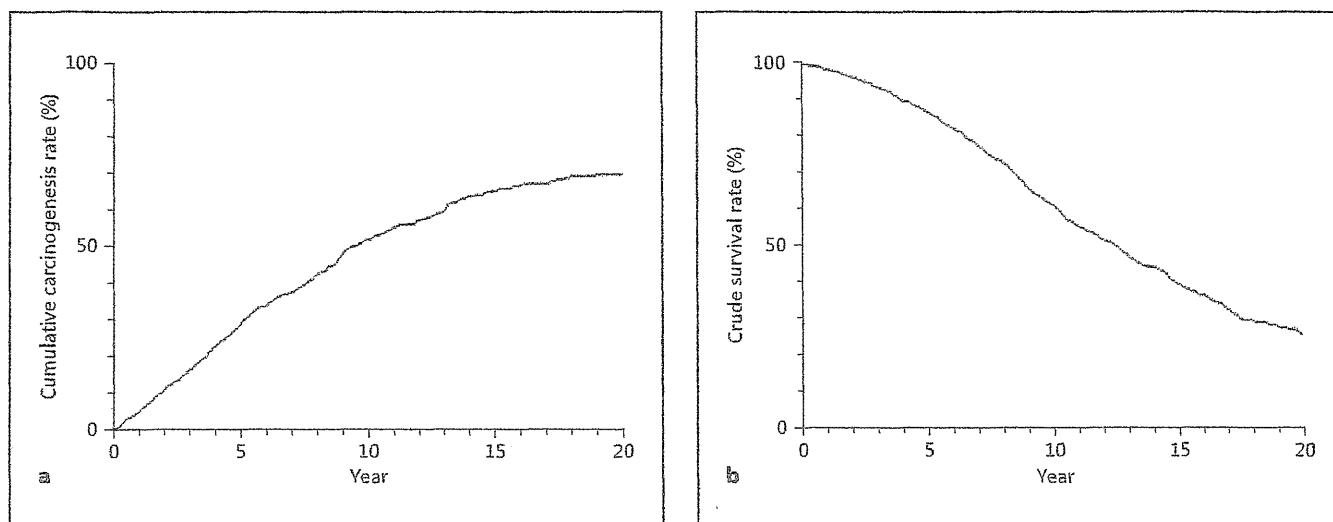 Cumulative carcinogenesis rate (%)
100
50
0
0 5 10 15 20
Year
a
Crude survival rate (%)
100
50
0
0 5 10 15 20
Year
b